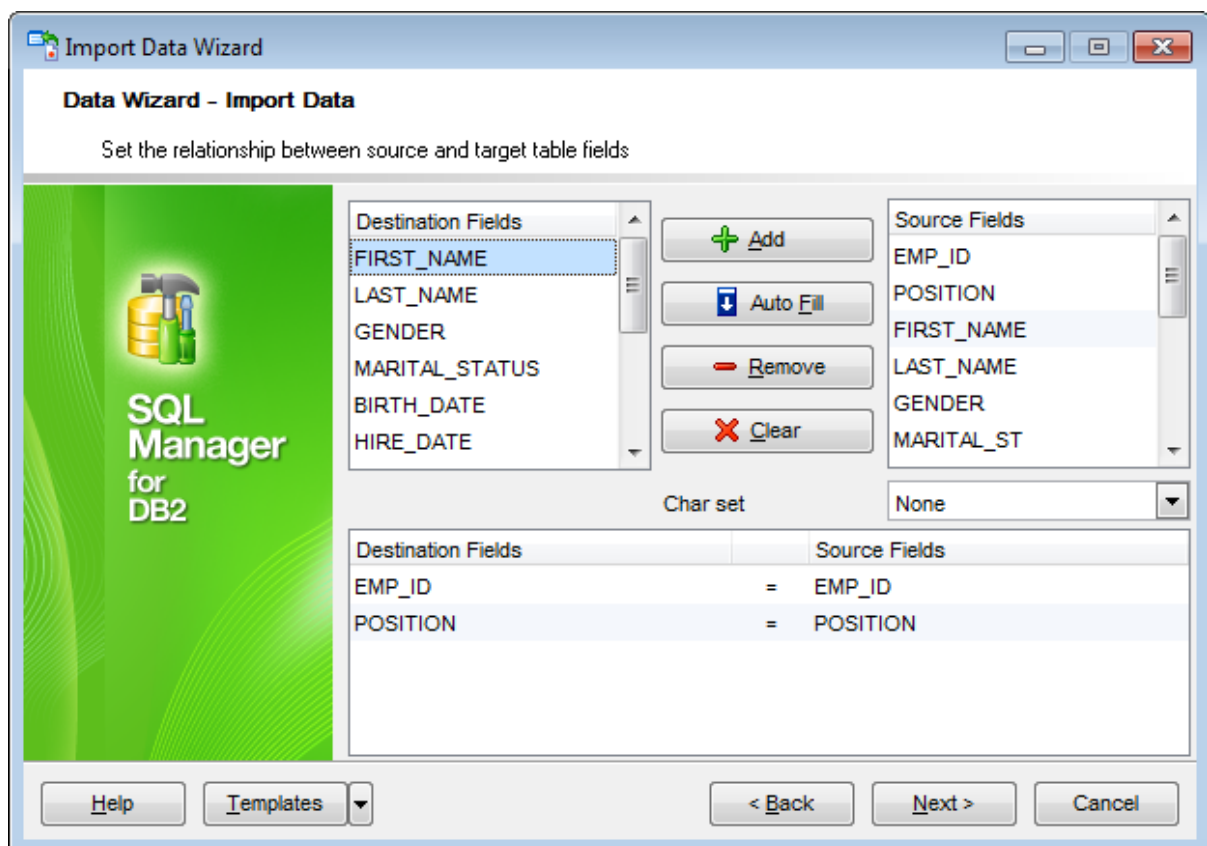 Import Data Wizard
Data Wizard - Import Data
Set the relationship between source and target table fields
SQL
Manager
for
DB2
Destination Fields
FIRST_NAME
LAST_NAME
GENDER
MARITAL_STATUS
BIRTH_DATE
HIRE_DATE
Add
Auto Fill
Remove
Clear
Source Fields
EMP_ID
POSITION
FIRST_NAME
LAST_NAME
GENDER
MARITAL_ST
Char set None
Destination Fields Source Fields
EMP_ID = EMP_ID
POSITION = POSITION
Help Templates < Back Next > Cancel